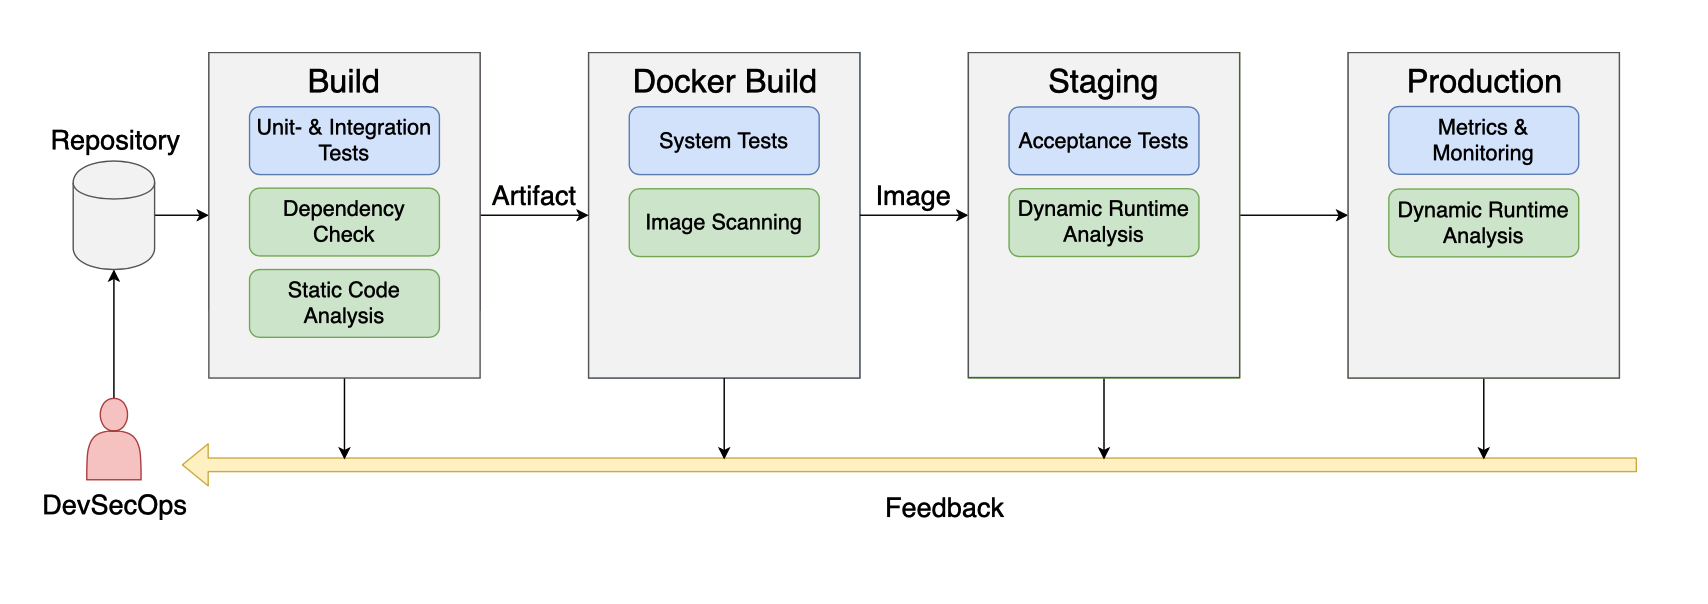 Repository
DevSecOps
Build
Unit- & Integration
Tests
Dependency
Check
Static Code
Analysis
Artifact
Docker Build
System Tests
Image Scanning
Image
Staging
Acceptance Tests
Dynamic Runtime
Analysis
Production
Metrics &
Monitoring
Dynamic Runtime
Analysis
Feedback